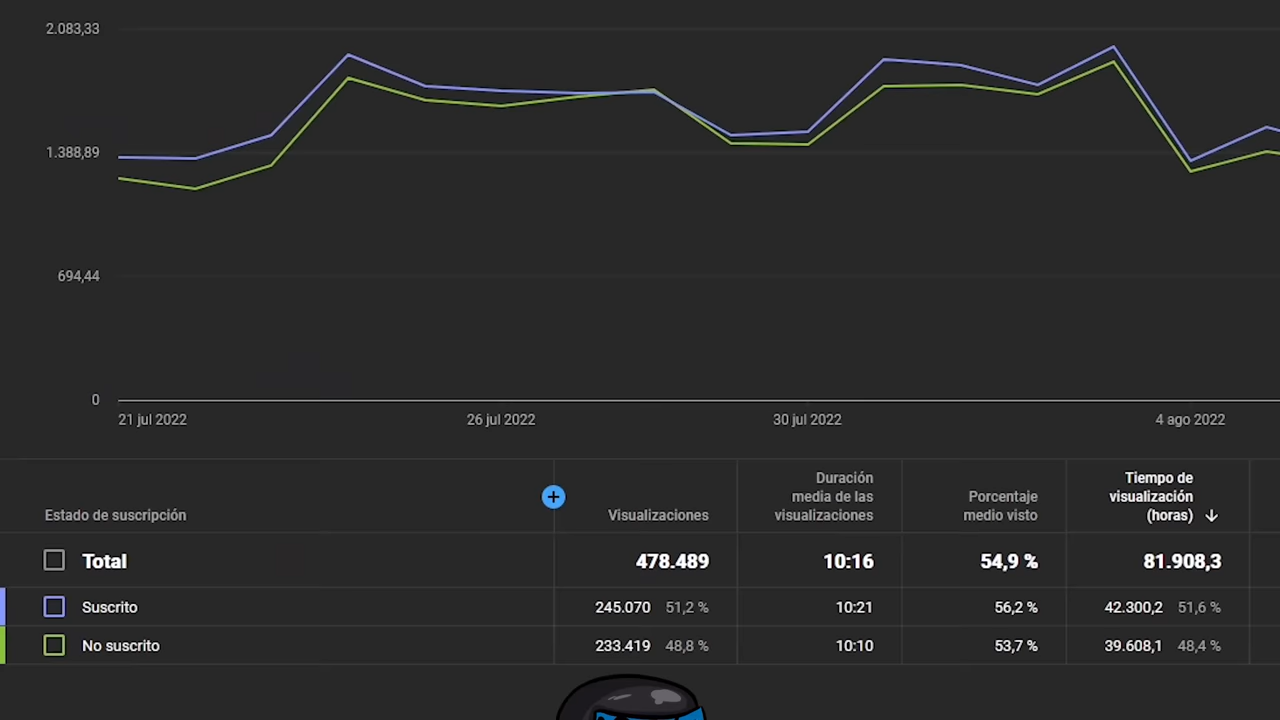 2.083,33
1.388,89
694,44
0
21 jul 2022
26 jul 2022
30 jul 2022
4 ago 2022
Estado de suscripción
Visualizaciones
Duración
media de las
visualizaciones
Porcentaje
medio visto
Tiempo de
visualización
(horas)
Total 478.489 10:16 54,9 % 81.908,3
Suscrito 245.070 51,2 % 10:21 56,2 % 42.300,2 51,6 %
No suscrito 233.419 48,8 % 10:10 53,7 % 39.608,1 48,4 %